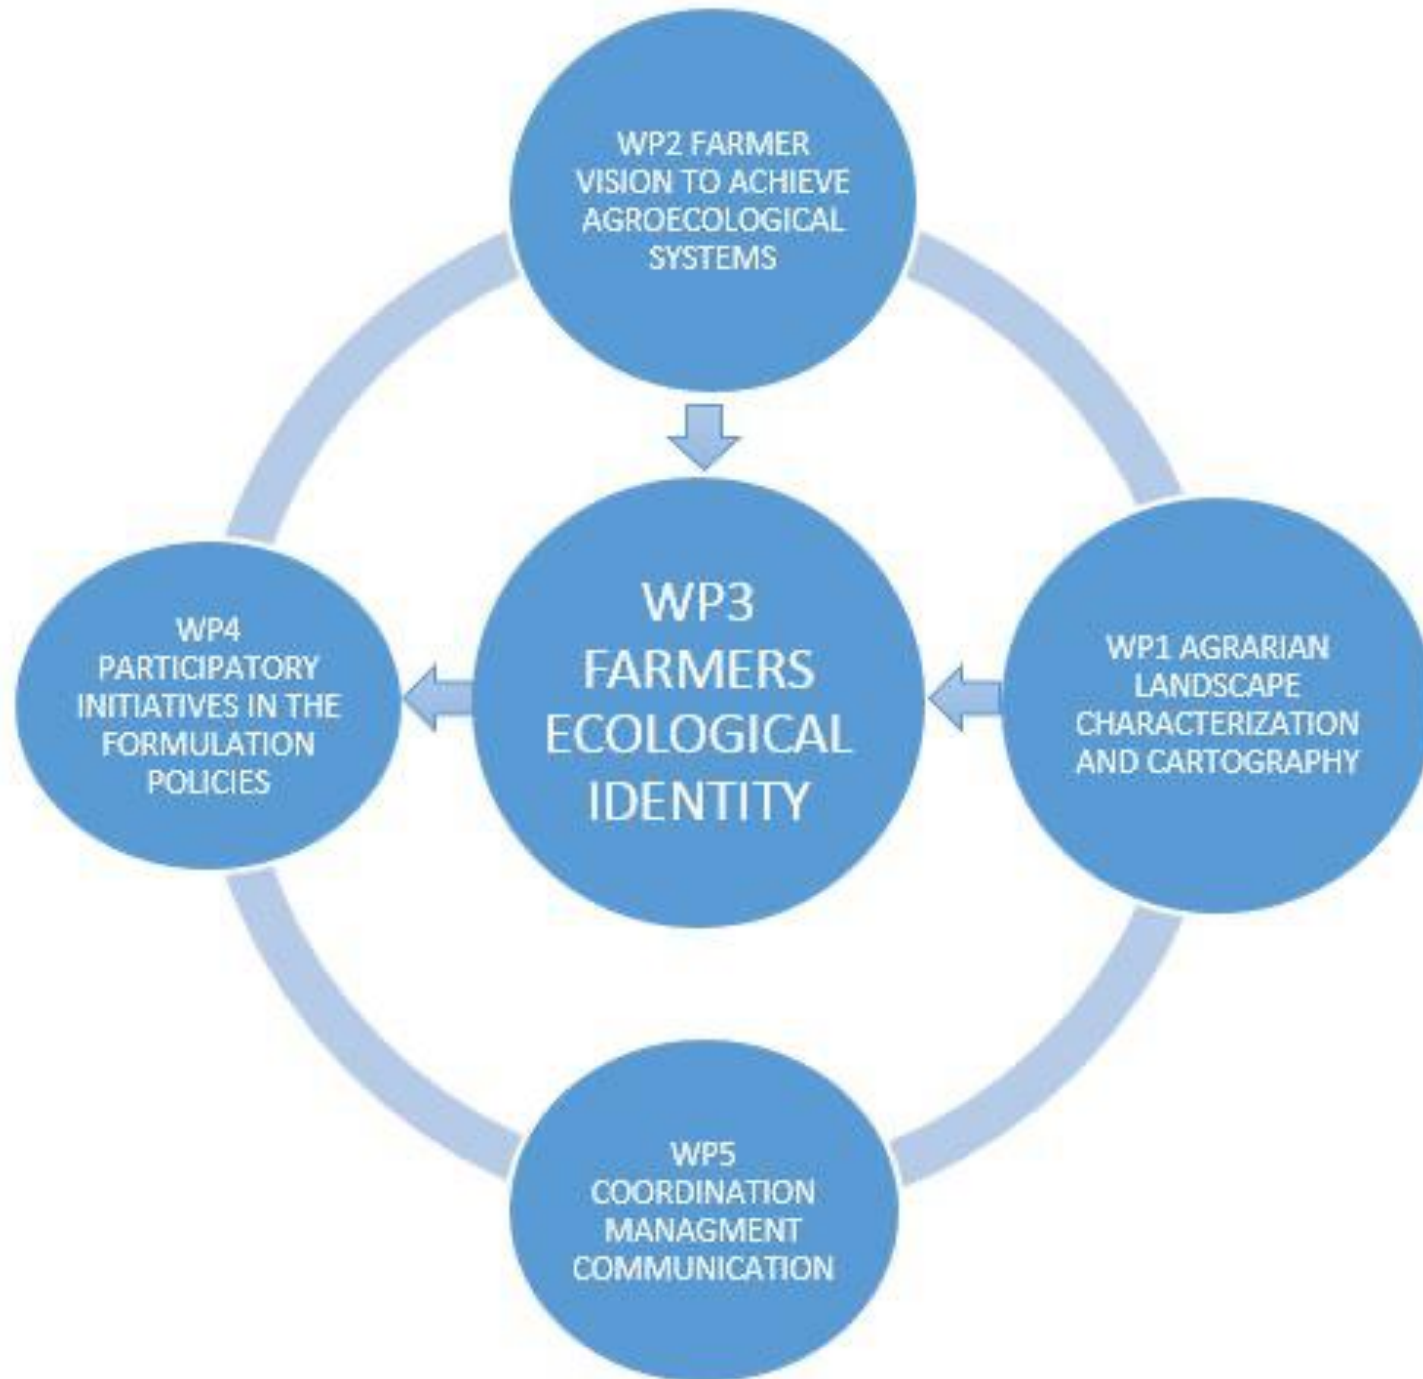 WP2 FARMER
VISION TO ACHIEVE
AGROECOLOGICAL
SYSTEMS
WP4
PARTICIPATORY
INITIATIVES IN THE
FORMULATION
POLICIES
WP3
FARMERS
ECOLOGICAL
IDENTITY
WP1 AGRARIAN
LANDSCAPE
CHARACTERIZATION
AND CARTOGRAPHY
WP5
COORDINATION
MANAGMENT
COMMUNICATION